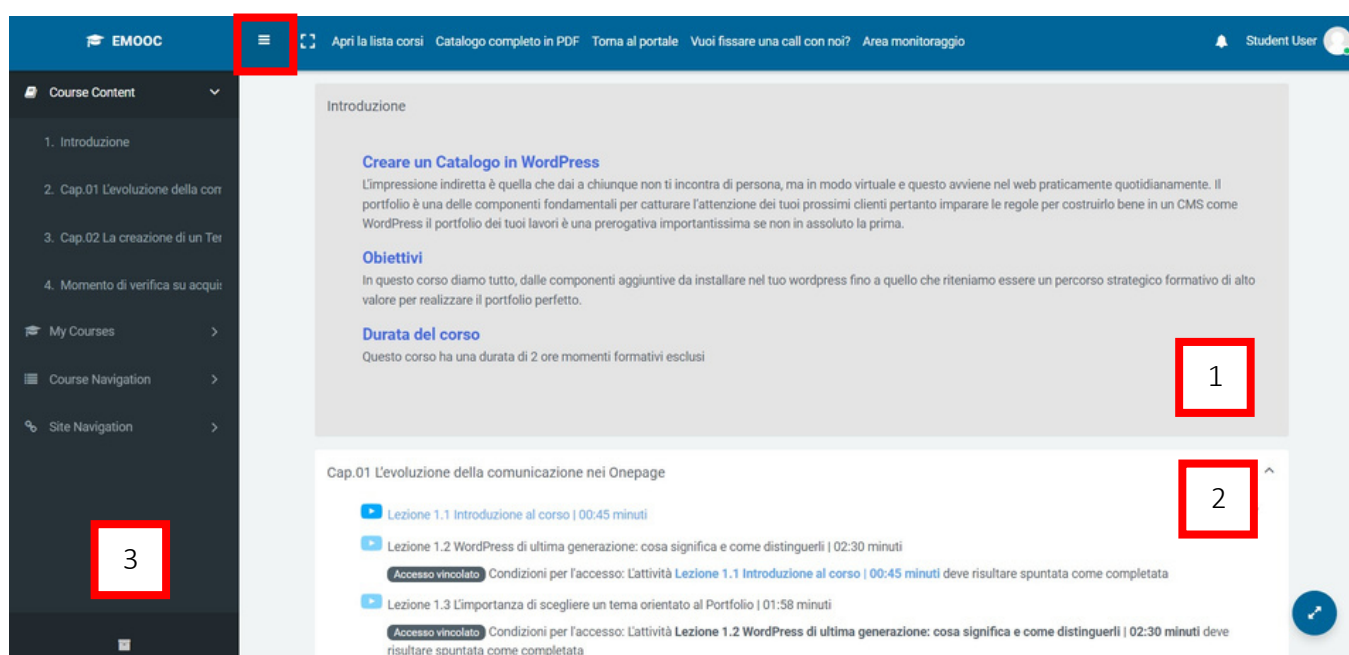 EMOOC
Apri la lista corsi Catalogo completo in PDF Torna al portale Vuoi fissare una call con noi? Area monitoraggio
Student User
Course Content
1. Introduzione
2. Cap.01 L'evoluzione della com
3. Cap.02 La creazione di un Ter
4. Momento di verifica su acquis
My Courses
Course Navigation
Site Navigation
3
Introduzione
Creare un Catalogo in WordPress
L'impressione indiretta è quella che dai a chiunque non ti incontra di persona, ma in modo virtuale e questo avviene nel web praticamente quotidianamente. Il
portfolio è una delle componenti fondamentali per catturare l'attenzione dei tuoi prossimi clienti pertanto imparare le regole per costruirlo bene in un CMS come
WordPress il portfolio dei tuoi lavori è una prerogativa importantissima se non in assoluto la prima.
Obiettivi
In questo corso diamo tutto, dalle componenti aggiuntive da installare nel tuo wordpress fino a quello che riteniamo essere un percorso strategico formativo di alto
valore per realizzare il portfolio perfetto.
Durata del corso
Questo corso ha una durata di 2 ore momenti formativi esclusi
1
Cap.01 L'evoluzione della comunicazione nei Onepage
2
Lezione 1.1 Introduzione al corso | 00:45 minuti
Lezione 1.2 WordPress di ultima generazione: cosa significa e come distinguerli | 02:30 minuti
Accesso vincolato Condizioni per l'accesso: L'attività Lezione 1.1 Introduzione al corso | 00:45 minuti deve risultare spuntata come completata
Lezione 1.3 L'importanza di scegliere un tema orientato al Portfolio | 01:58 minuti
Accesso vincolato Condizioni per l'accesso: L'attività Lezione 1.2 WordPress di ultima generazione: cosa significa e come distinguerli | 02:30 minuti deve
risultare spuntata come completata